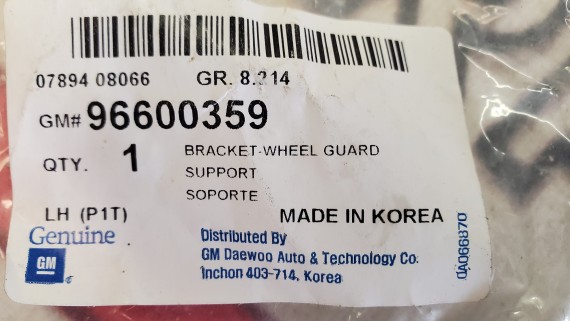 07894 08066 GR. 8.214
GM# 96600359
QTY. 1 BRACKET-WHEEL GUARD
SUPPORT
SOPORTE
LH (P1T) MADE IN KOREA
Genuine
GM
Distributed By
GM Daewoo Auto & Technology Co.
Inchon 403-714, Korea
0A066870